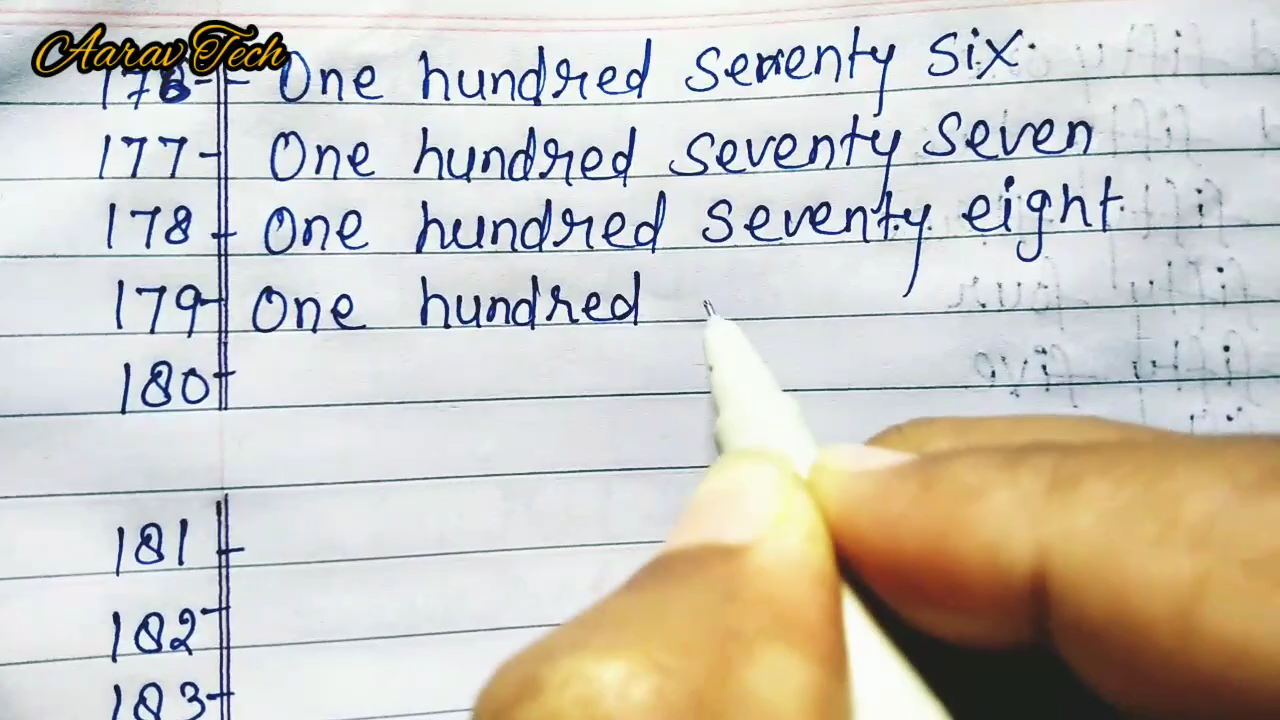 Aarav Tech
176 - One hundred seventy six
177 - One hundred seventy seven
178 - One hundred seventy eight
179 - One hundred
180 -
181 -
182 -
183 -